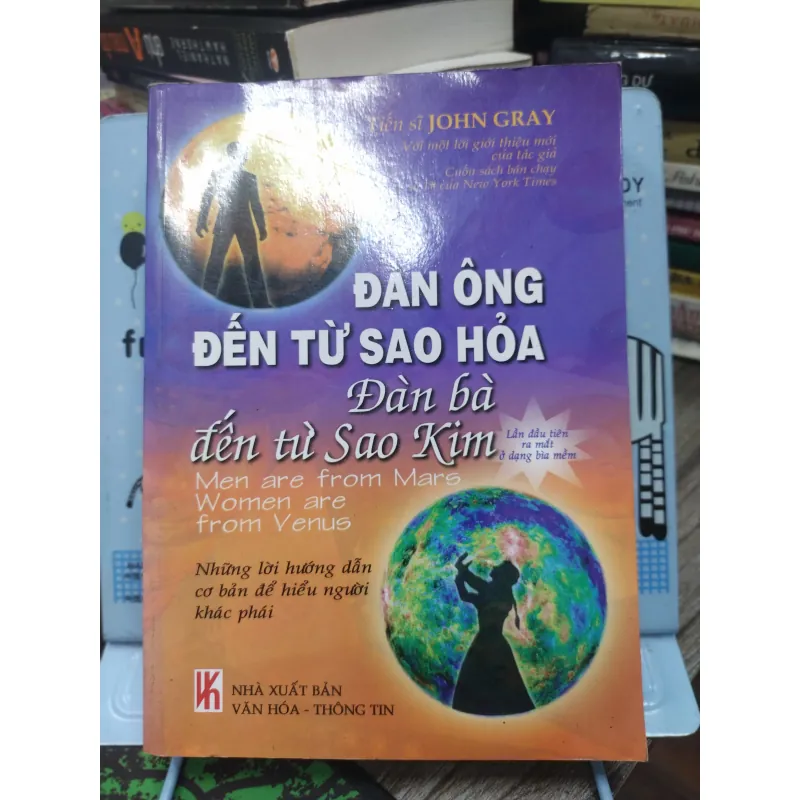 Tiến sĩ JOHN GRAY
Với một lời giới thiệu mới
của tác giả
Cuốn sách bán chạy
của New York Times
ĐÀN ÔNG
ĐẾN TỪ SAO HỎA
Đàn bà
đến từ Sao Kim
Lần đầu tiên
ra mắt
ở dạng bìa mềm
Men are from Mars
Women are
from Venus
Những lời hướng dẫn
cơ bản để hiểu người
khác phái
NHÀ XUẤT BẢN
VĂN HÓA - THÔNG TIN